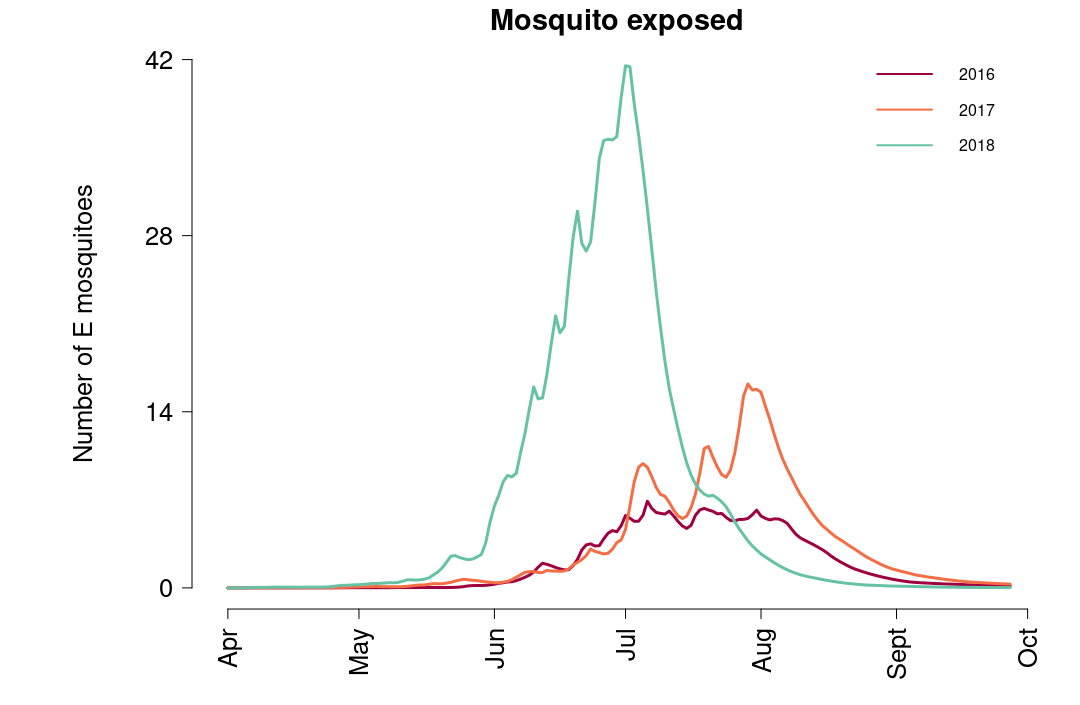 Mosquito exposed
42
28
14
0
Number of E mosquitoes
2016
2017
2018
Apr
May
Jun
Jul
Aug
Sept
Oct